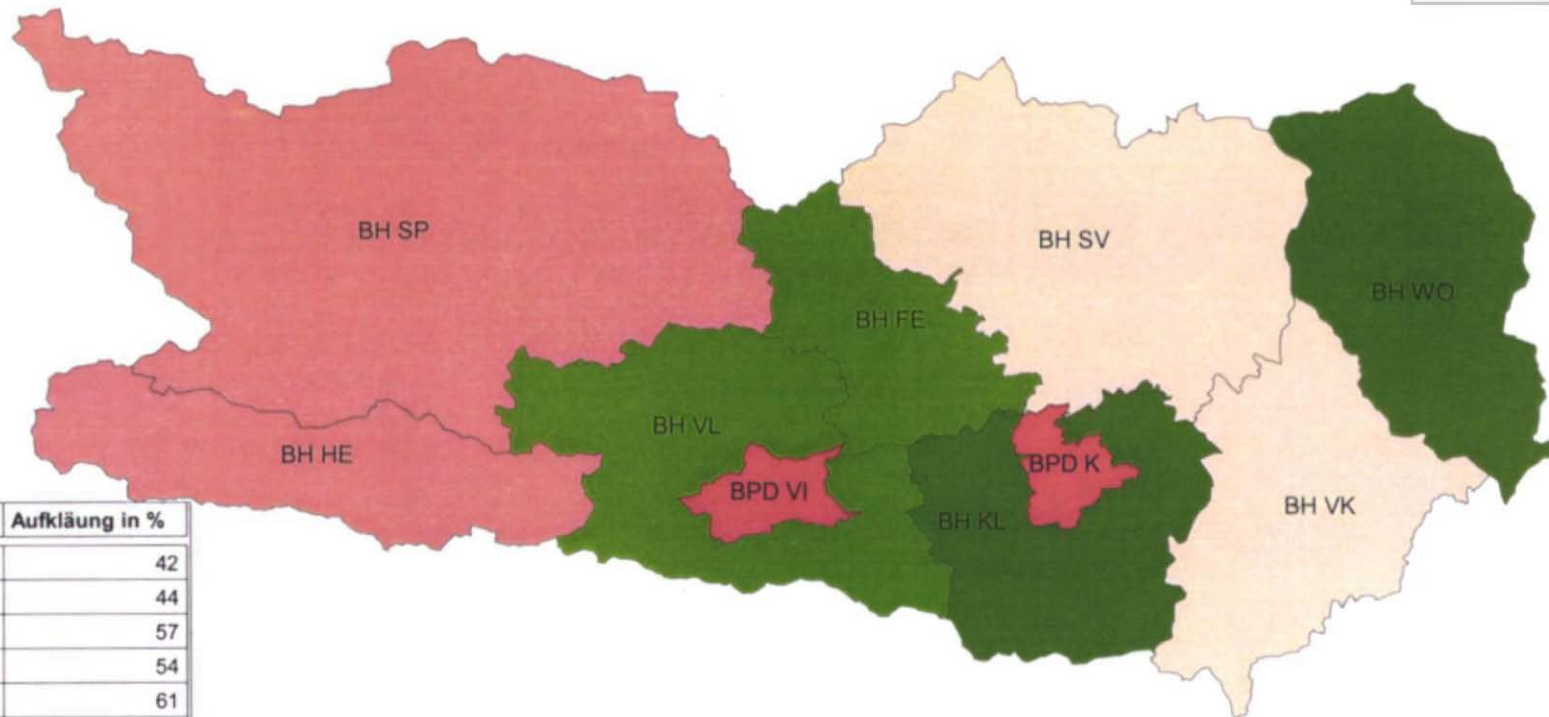 BH SP
BH SV
BH WO
BH FE
BH VL
BH HE
BPD VI
BPD K
BH KL
BH VK
Aufkläung in %
42
44
57
54
61